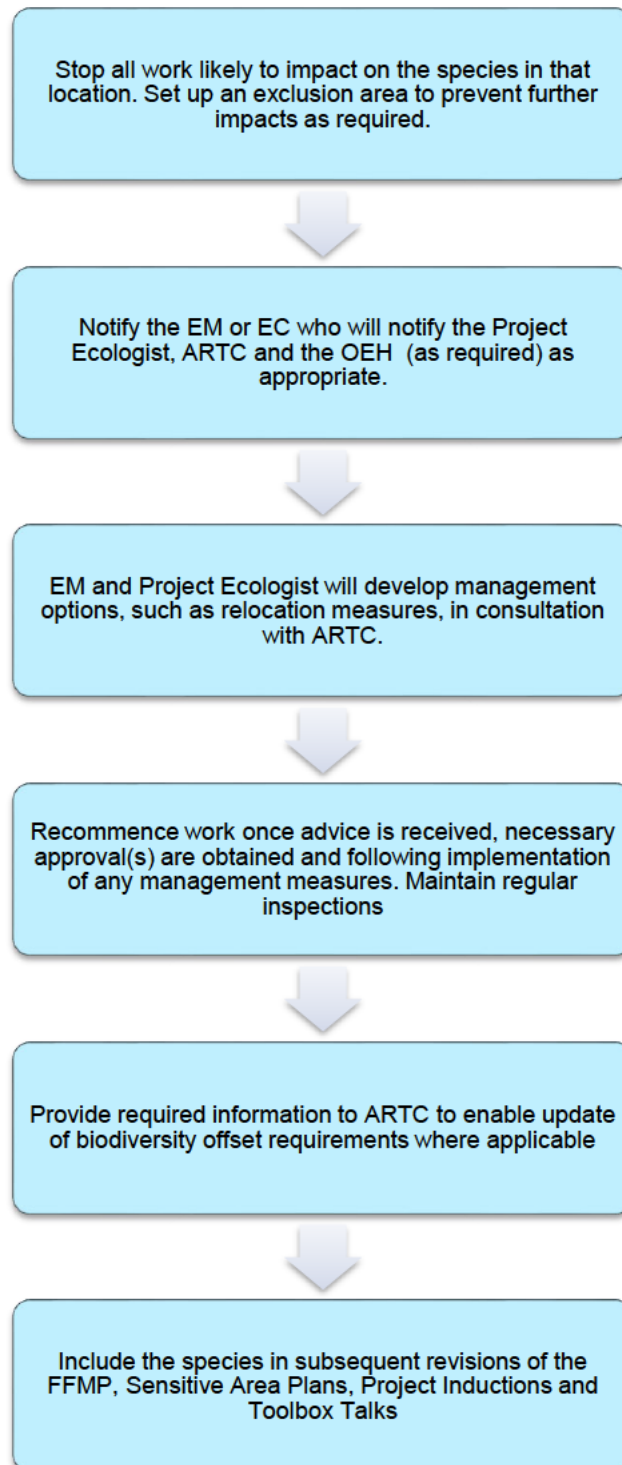 Stop all work likely to impact on the species in that
location. Set up an exclusion area to prevent further
impacts as required.
Notify the EM or EC who will notify the Project
Ecologist, ARTC and the OEH (as required) as
appropriate.
EM and Project Ecologist will develop management
options, such as relocation measures, in consultation
with ARTC.
Recommence work once advice is received, necessary
approval(s) are obtained and following implementation
of any management measures. Maintain regular
inspections
Provide required information to ARTC to enable update
of biodiversity offset requirements where applicable
Include the species in subsequent revisions of the
FFMP, Sensitive Area Plans, Project Inductions and
Toolbox Talks